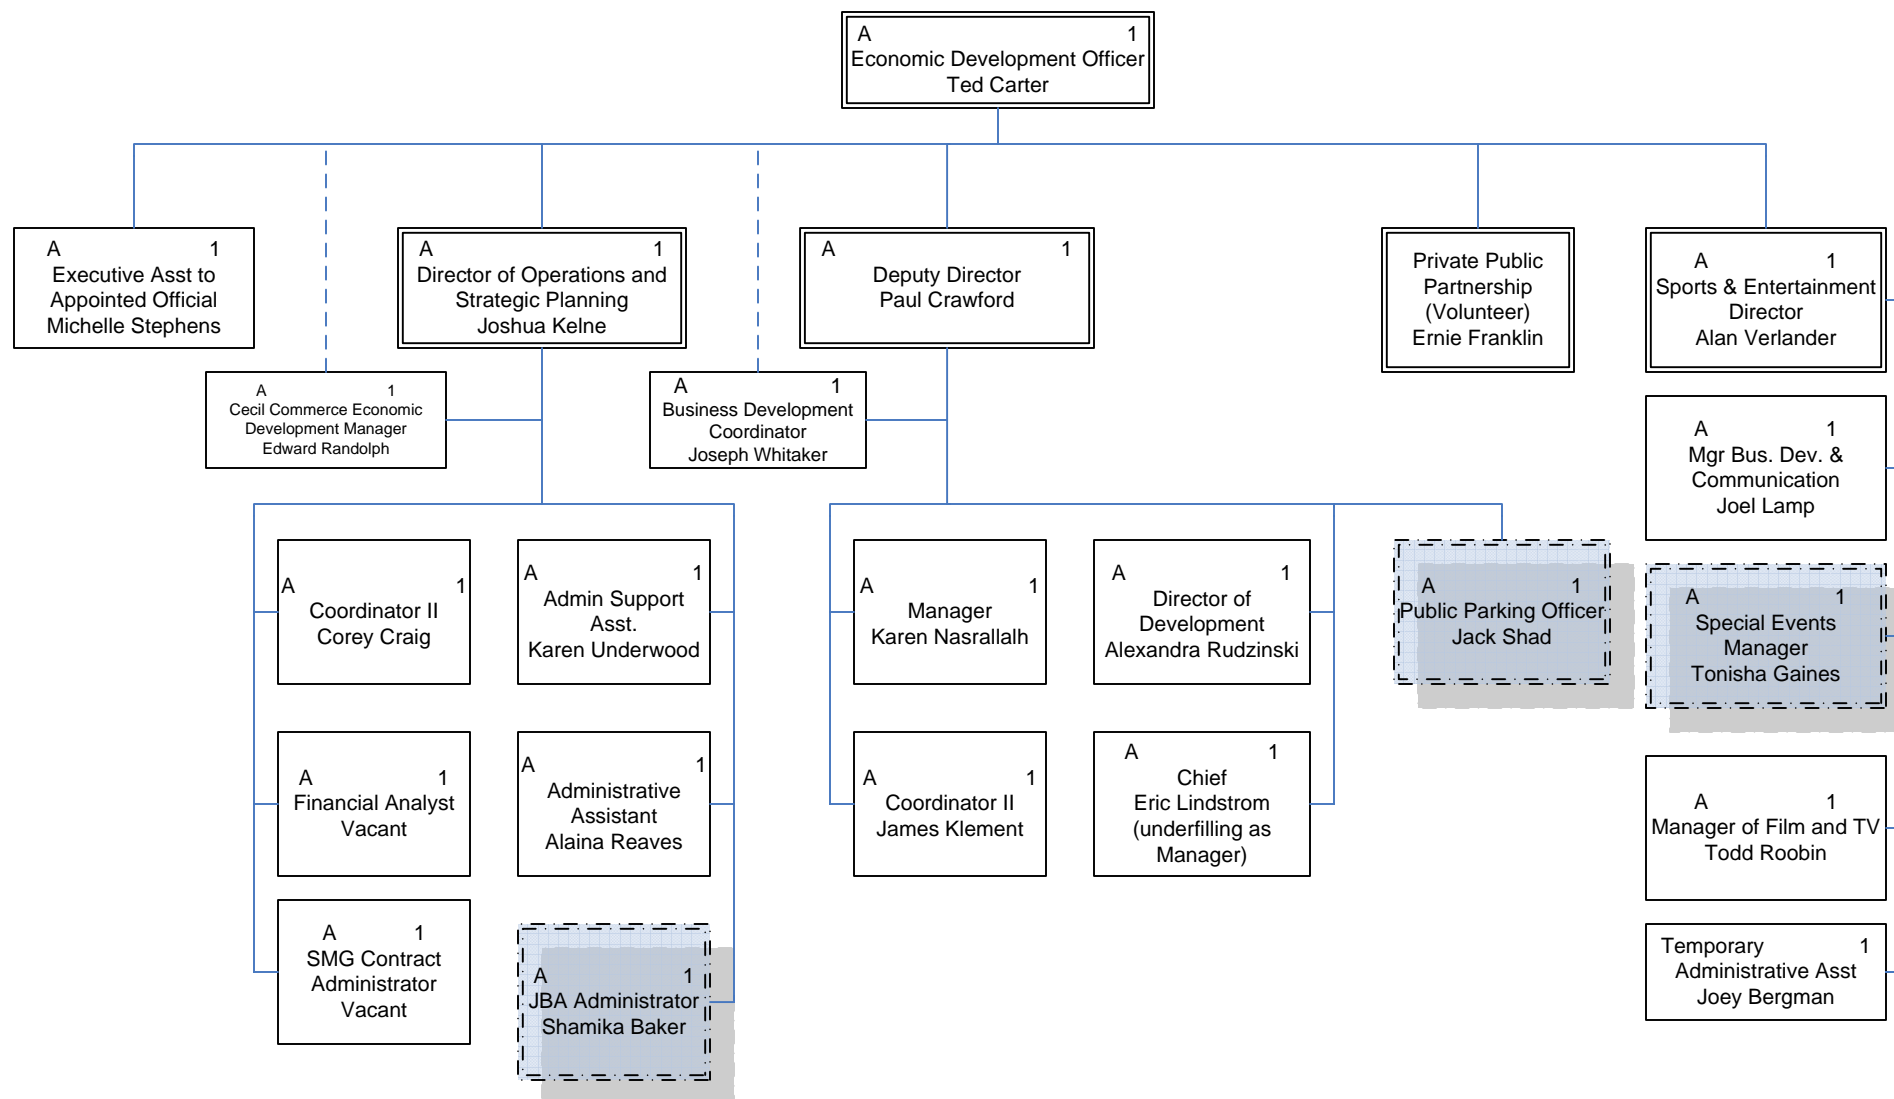 A 1
Economic Development Officer
Ted Carter
A 1
Executive Asst to
Appointed Official
Michelle Stephens
A 1
Director of Operations and
Strategic Planning
Joshua Kelne
A 1
Deputy Director
Paul Crawford
Private Public
Partnership
(Volunteer)
Ernie Franklin
A 1
Sports & Entertainment
Director
Alan Verlander
A 1
Cecil Commerce Economic
Development Manager
Edward Randolph
A 1
Business Development
Coordinator
Joseph Whitaker
A 1
Mgr Bus. Dev. &
Communication
Joel Lamp
A 1
Coordinator II
Corey Craig
A 1
Admin Support
Asst.
Karen Underwood
A 1
Manager
Karen Nasrallalh
A 1
Director of
Development
Alexandra Rudzinski
A 1
Public Parking Officer
Jack Shad
A 1
Special Events
Manager
Tonisha Gaines
A 1
Financial Analyst
Vacant
A 1
Administrative
Assistant
Alaina Reaves
A 1
Coordinator II
James Klement
A 1
Chief
Eric Lindstrom
(underfilling as
Manager)
A 1
Manager of Film and TV
Todd Roobin
A 1
SMG Contract
Administrator
Vacant
A 1
JBA Administrator
Shamika Baker
Temporary 1
Administrative Asst
Joey Bergman